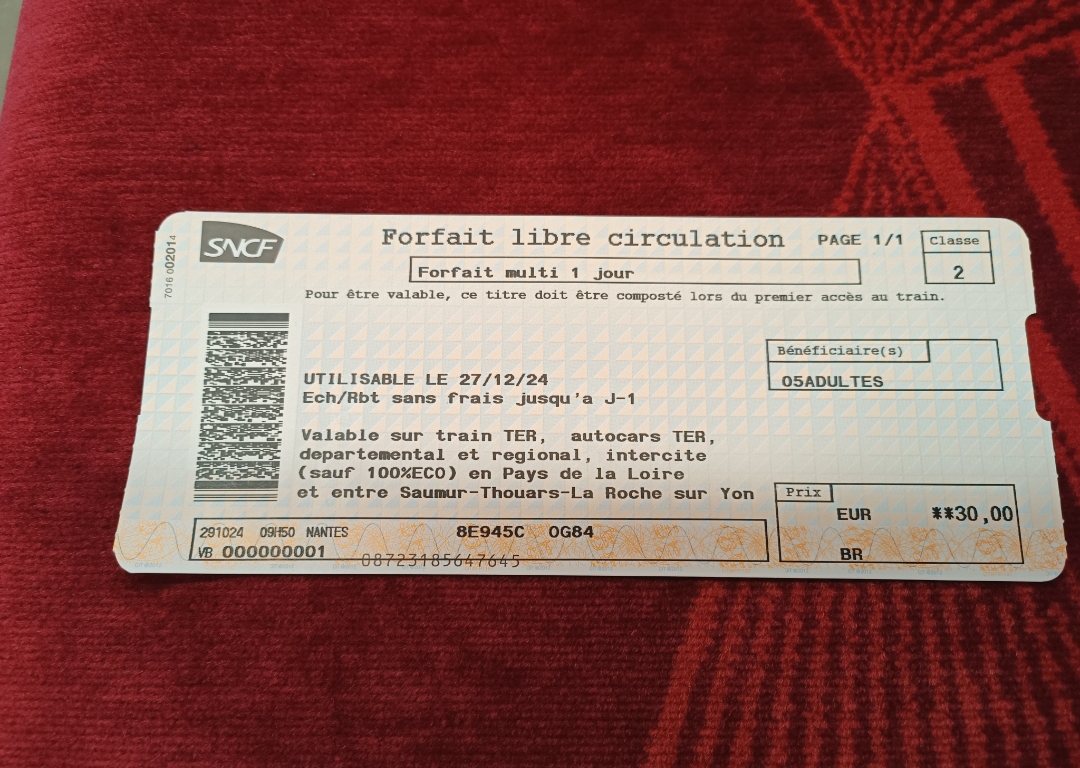 7016 002014
SNCF
Forfait libre circulation PAGE 1/1 Classe
2
Forfait multi 1 jour
Pour être valable, ce titre doit être composté lors du premier accès au train.
Bénéficiaire(s)
05ADULTES
UTILISABLE LE 27/12/24
Ech/Rbt sans frais jusqu'a J-1
Valable sur train TER, autocars TER,
departemental et regional, intercite
(sauf 100%ECO) en Pays de la Loire
et entre Saumur-Thouars-La Roche sur Yon
Prix
EUR **30,00
BR
291024 09H50 NANTES 8E945C 0G84
VB 000000001
08723185647645